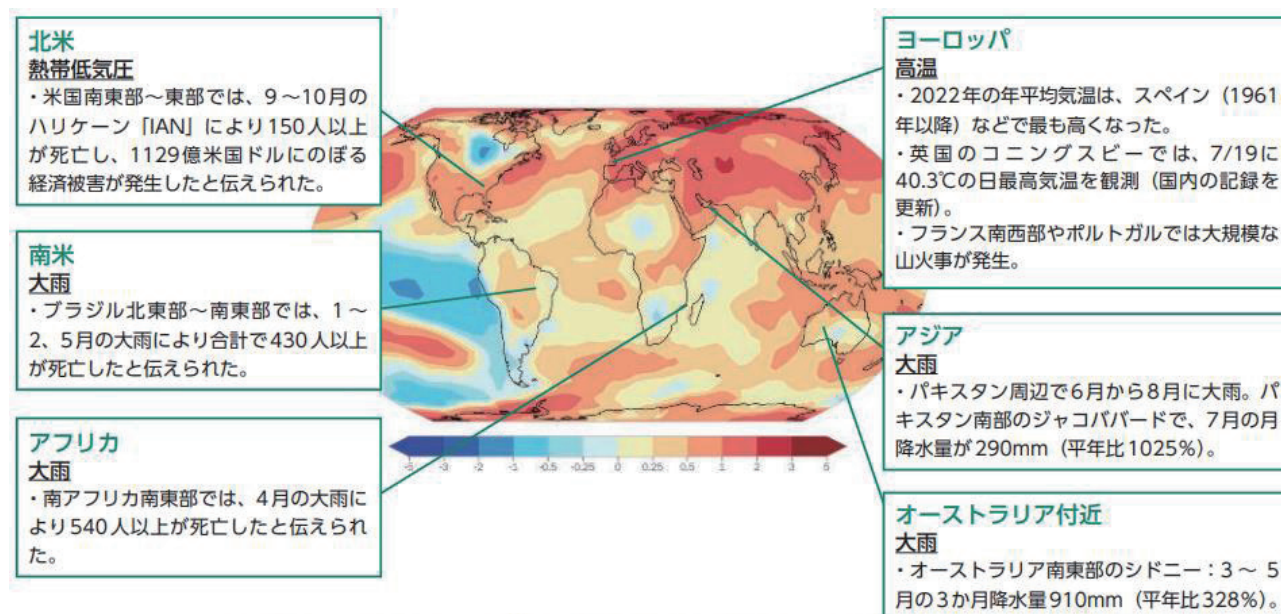 北米
熱帯低気圧
・米国南東部～東部では、9～10月の
ハリケーン「IAN」により150人以上
が死亡し、1129億米国ドルにのぼる
経済被害が発生したと伝えられた。
南米
大雨
・ブラジル北東部～南東部では、1～
2、5月の大雨により合計で430人以上
が死亡したと伝えられた。
アフリカ
大雨
・南アフリカ南東部では、4月の大雨に
より540人以上が死亡したと伝えられ
た。
-5 -3 -2 -1 -0.5 -0.25 0 0.25 0.5 1 2 3 5
ヨーロッパ
高温
・2022年の年平均気温は、スペイン（1961
年以降）などで最も高くなった。
・英国のコニングスビーでは、7/19に
40.3℃の日最高気温を観測（国内の記録を
更新）。
・フランス南西部やポルトガルでは大規模な
山火事が発生。
アジア
大雨
・パキスタン周辺で6月から8月に大雨。パ
キスタン南部のジャコババードで、7月の月
降水量が290mm（平年比1025%）。
オーストラリア付近
大雨
・オーストラリア南東部のシドニー：3～ 5
月の3か月降水量910mm（平年比328%）。